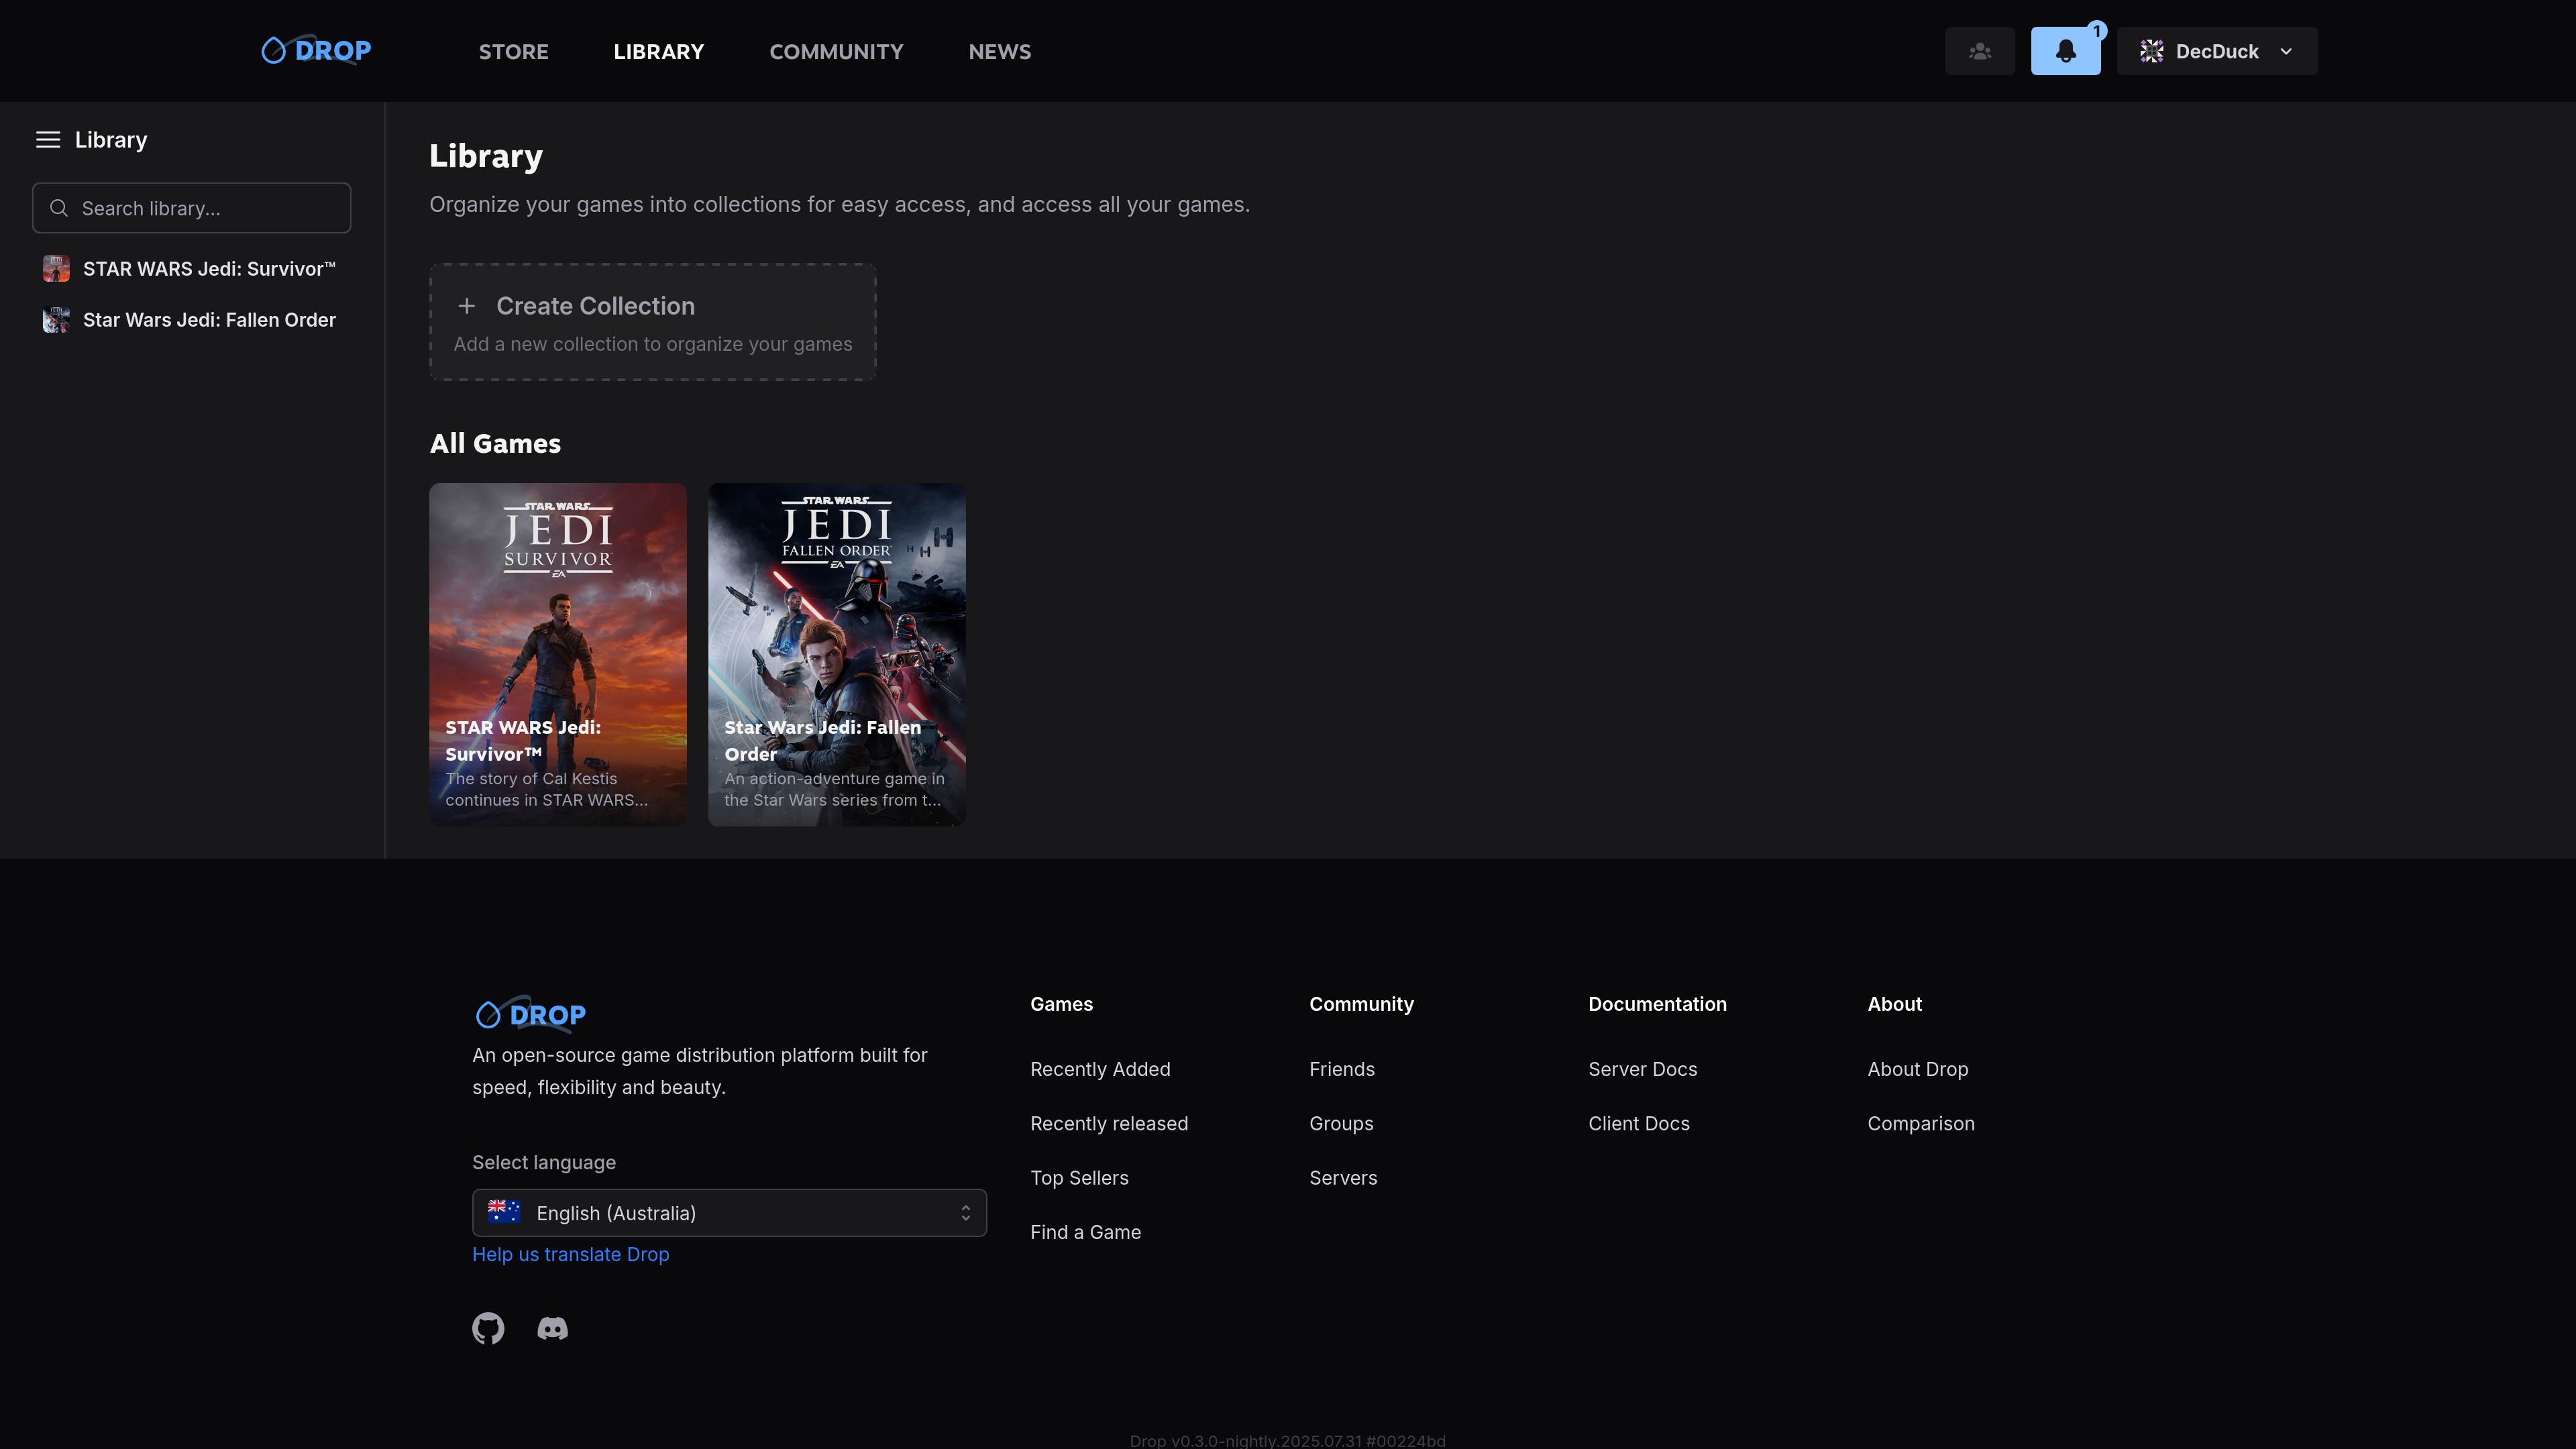 DROP
STORE
LIBRARY
COMMUNITY
NEWS
1
DecDuck
Library
Search library...
STAR WARS Jedi: Survivor™
Star Wars Jedi: Fallen Order
Library
Organize your games into collections for easy access, and access all your games.
Create Collection
Add a new collection to organize your games
All Games
STAR WARS
JEDI
SURVIVOR
EA
STAR WARS Jedi:
Survivor™
The story of Cal Kestis
continues in STAR WARS...
STAR WARS
JEDI
FALLEN ORDER
EA
Star Wars Jedi: Fallen
Order
An action-adventure game in
the Star Wars series from t...
DROP
An open-source game distribution platform built for
speed, flexibility and beauty.
Select language
English (Australia)
Help us translate Drop
Games
Recently Added
Recently released
Top Sellers
Find a Game
Community
Friends
Groups
Servers
Documentation
Server Docs
Client Docs
About
About Drop
Comparison
Drop v0.3.0-nightly.2025.07.31 #00224bd